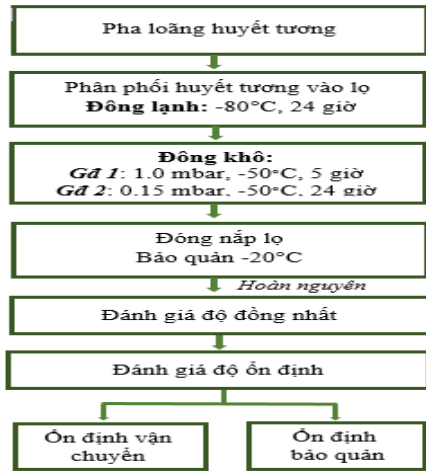 Pha loãng huyết tương
Phân phối huyết tương vào lọ
Đông lạnh: -80°C, 24 giờ
Đông khô:
Gđ 1: 1.0 mbar, -50°C, 5 giờ
Gđ 2: 0.15 mbar, -50°C, 24 giờ
Đóng nắp lọ
Bảo quản -20°C
Hoàn nguyên
Đánh giá độ đồng nhất
Đánh giá độ ổn định
Ổn định vận
chuyển
Ổn định
bảo quản